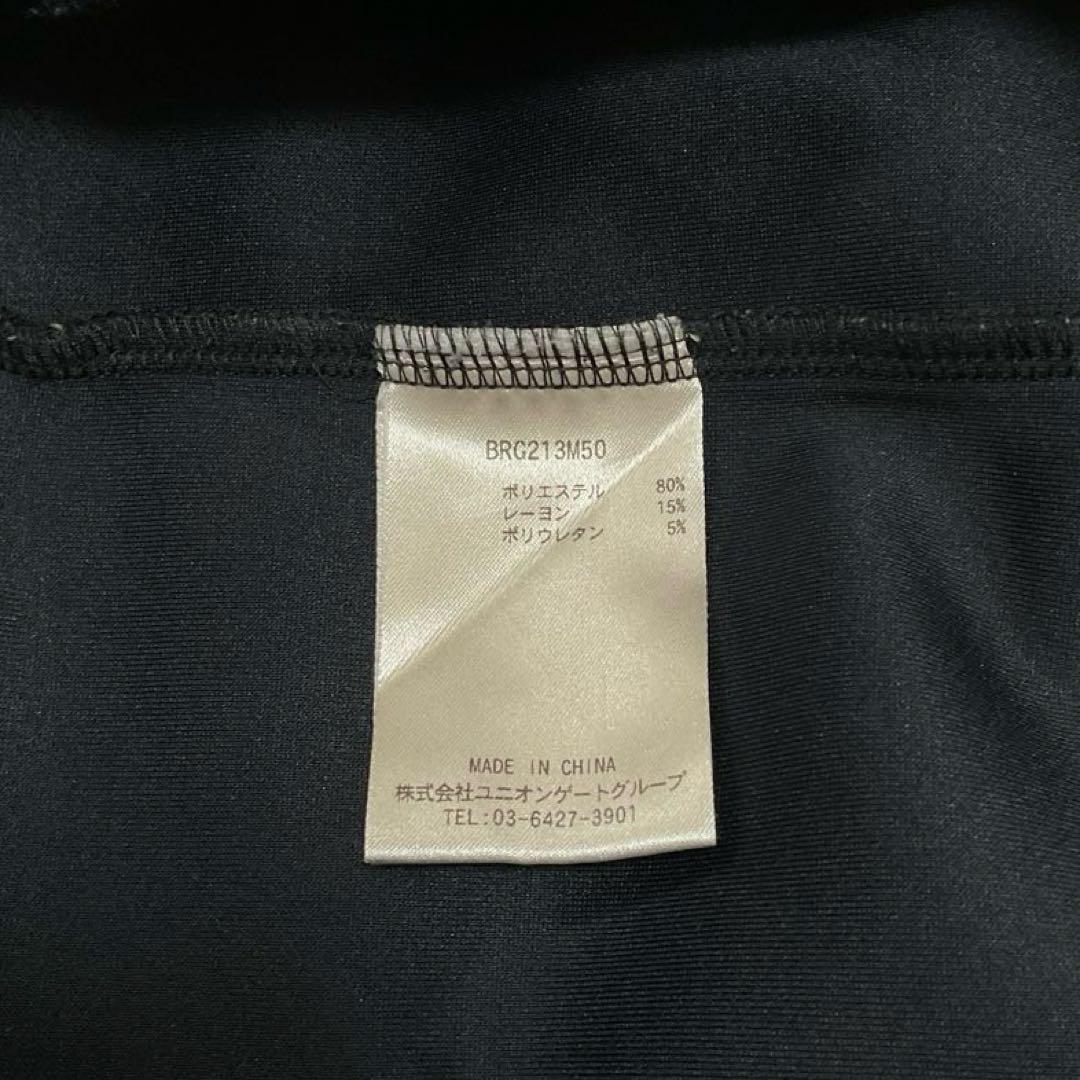 BRG213M50
ポリエステル 80%
レーヨン 15%
ポリウレタン 5%
MADE IN CHINA
株式会社ユニオンゲートグループ
TEL:03-6427-3901